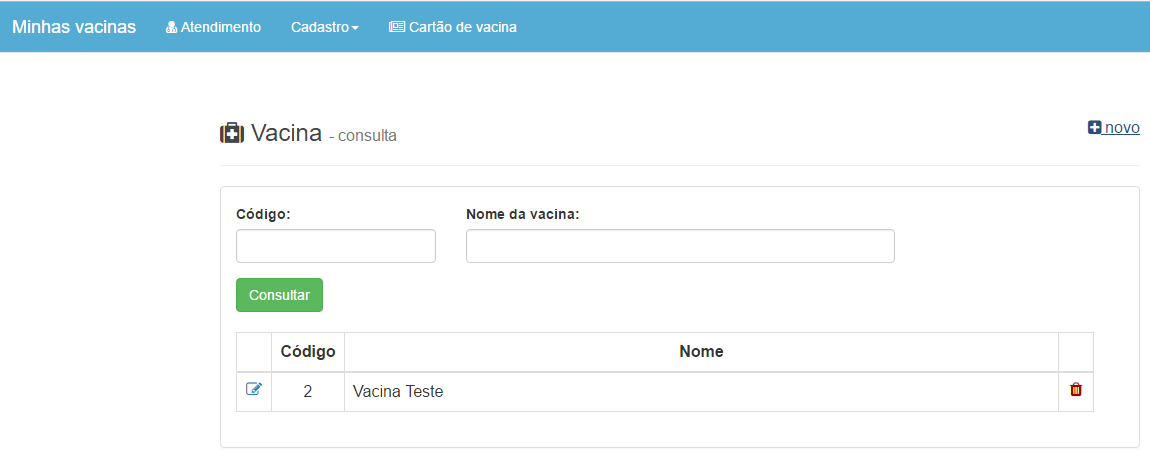 Minhas vacinas Atendimento Cadastro Cartão de vacina
Vacina - consulta novo
Código: Nome da vacina:
Consultar
Código Nome
2 Vacina Teste